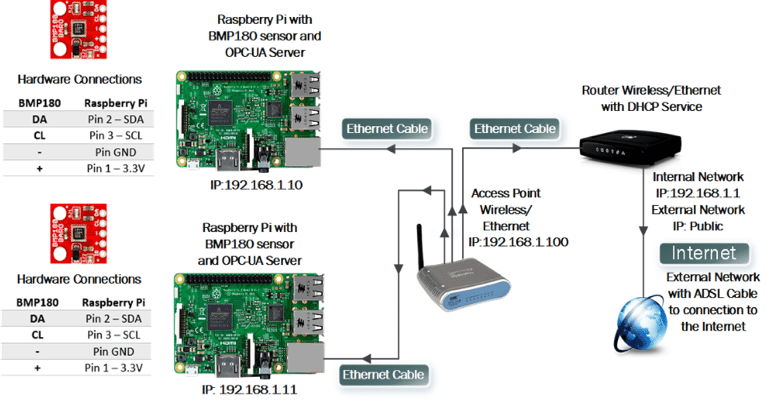 BMP180
Raspberry Pi with
BMP180 sensor and
OPC-UA Server
Hardware Connections
BMP180 Raspberry Pi
DA Pin 2 – SDA
CL Pin 3 – SCL
- Pin GND
+ Pin 1 – 3.3V
IP:192.168.1.10
Ethernet Cable
Ethernet Cable
Router Wireless/Ethernet
with DHCP Service
Internal Network
IP:192.168.1.1
External Network
IP: Public
Internet
External Network
with ADSL Cable
to connection to
the Internet
Access Point
Wireless/
Ethernet
IP:192.168.1.100
BMP180
Raspberry Pi with
BMP180 sensor
and OPC-UA Server
Hardware Connections
BMP180 Raspberry Pi
DA Pin 2 – SDA
CL Pin 3 – SCL
- Pin GND
+ Pin 1 – 3.3V
HDMI
IP: 192.168.1.11
Ethernet Cable